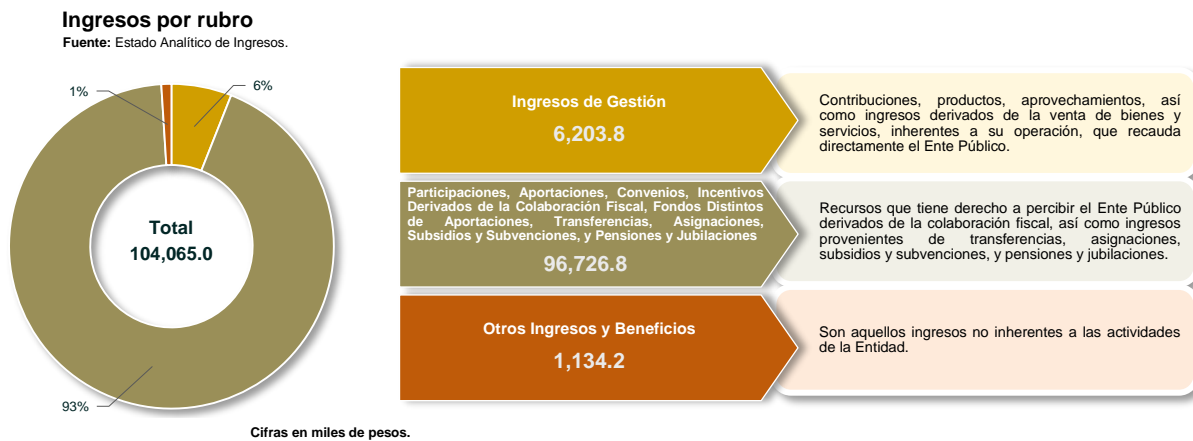 Ingresos por rubro
Fuente: Estado Analítico de Ingresos.
1%
6%
Total
104,065.0
93%
Ingresos de Gestión
6,203.8
Contribuciones, productos, aprovechamientos, así
como ingresos derivados de la venta de bienes y
servicios, inherentes a su operación, que recauda
directamente el Ente Público.
Participaciones, Aportaciones, Convenios, Incentivos
Derivados de la Colaboración Fiscal, Fondos Distintos
de Aportaciones, Transferencias, Asignaciones,
Subsidios y Subvenciones, y Pensiones y Jubilaciones
96,726.8
Recursos que tiene derecho a percibir el Ente Público
derivados de la colaboración fiscal, así como ingresos
provenientes de transferencias, asignaciones,
subsidios y subvenciones, y pensiones y jubilaciones.
Otros Ingresos y Beneficios
1,134.2
Son aquellos ingresos no inherentes a las actividades
de la Entidad.
Cifras en miles de pesos.